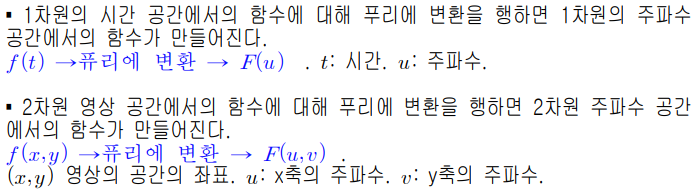 ▪ 1차원의 시간 공간에서의 함수에 대해 푸리에 변환을 행하면 1차원의 주파수
공간에서의 함수가 만들어진다.
f(t) →퓨리에 변환 → F(u) . t: 시간. u: 주파수.
▪ 2차원 영상 공간에서의 함수에 대해 푸리에 변환을 행하면 2차원 주파수 공간
에서의 함수가 만들어진다.
f(x,y) →퓨리에 변환 → F(u,v) .
(x,y) 영상의 공간의 좌표. u: x축의 주파수. v: y축의 주파수.